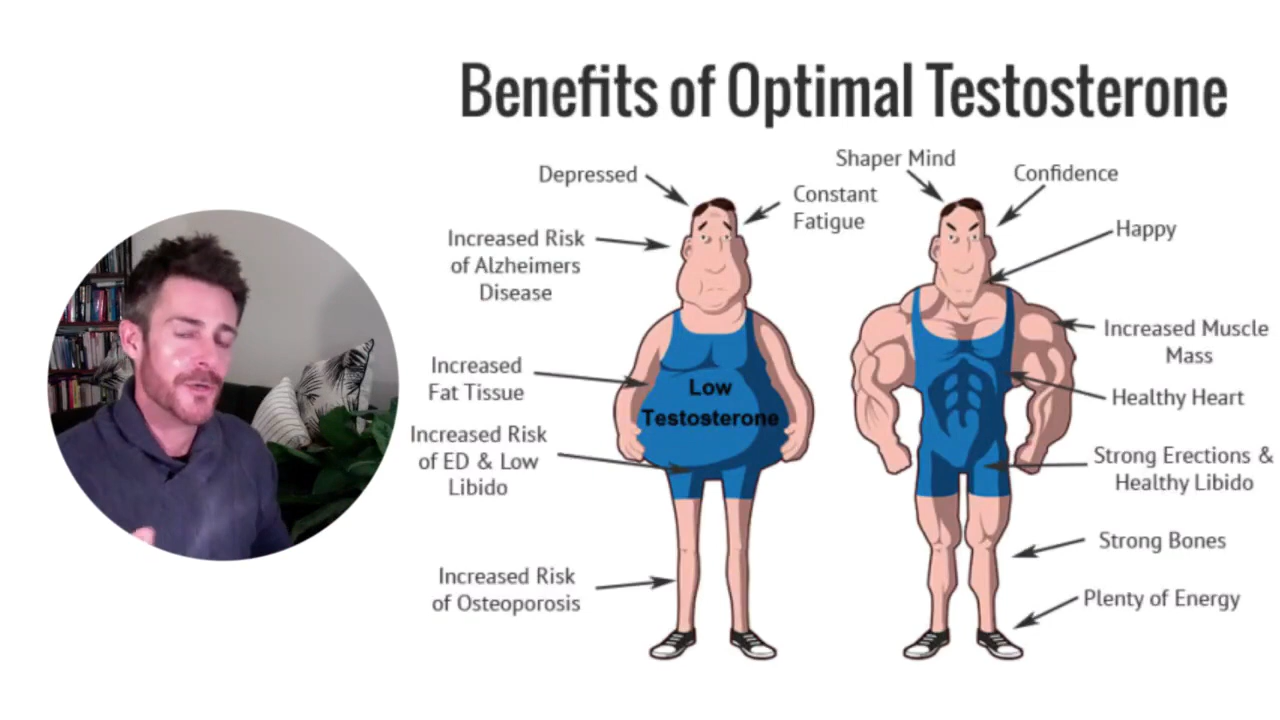 Benefits of Optimal Testosterone
Depressed
Constant
Fatigue
Increased Risk
of Alzheimers
Disease
Increased
Fat Tissue
Low
Testosterone
Increased Risk
of ED & Low
Libido
Increased Risk
of Osteoporosis
Shaper Mind
Confidence
Happy
Increased Muscle
Mass
Healthy Heart
Strong Erections &
Healthy Libido
Strong Bones
Plenty of Energy